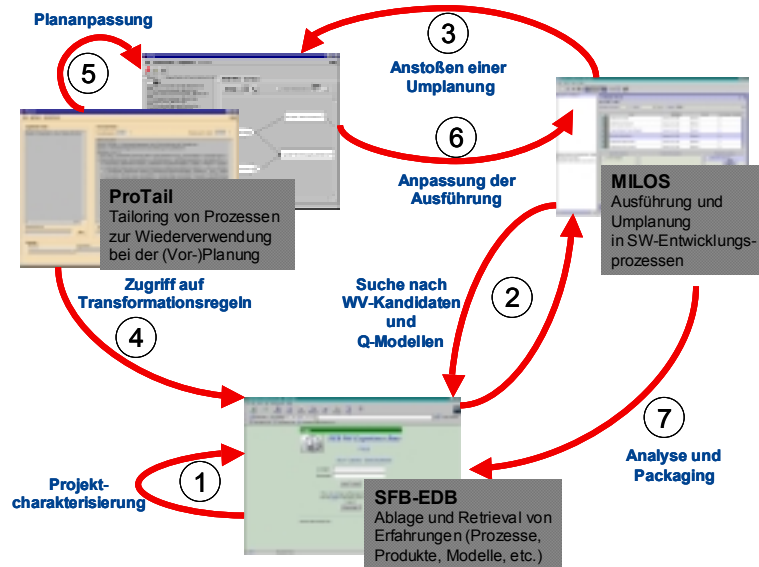 Plananpassung
5
3
Anstoßen einer
Umplanung
6
Anpassung der
Ausführung
ProTail
Tailoring von Prozessen
zur Wiederverwendung
bei der (Vor-)Planung
MILOS
Ausführung und
Umplanung
in SW-Entwicklungs-
prozessen
Zugriff auf
Transformationsregeln
4
Suche nach
WV-Kandidaten
und
Q-Modellen
2
7
Analyse und
Packaging
Projekt-
charakterisierung
1
SFB-EDB
Ablage und Retrieval von
Erfahrungen (Prozesse,
Produkte, Modelle, etc.)